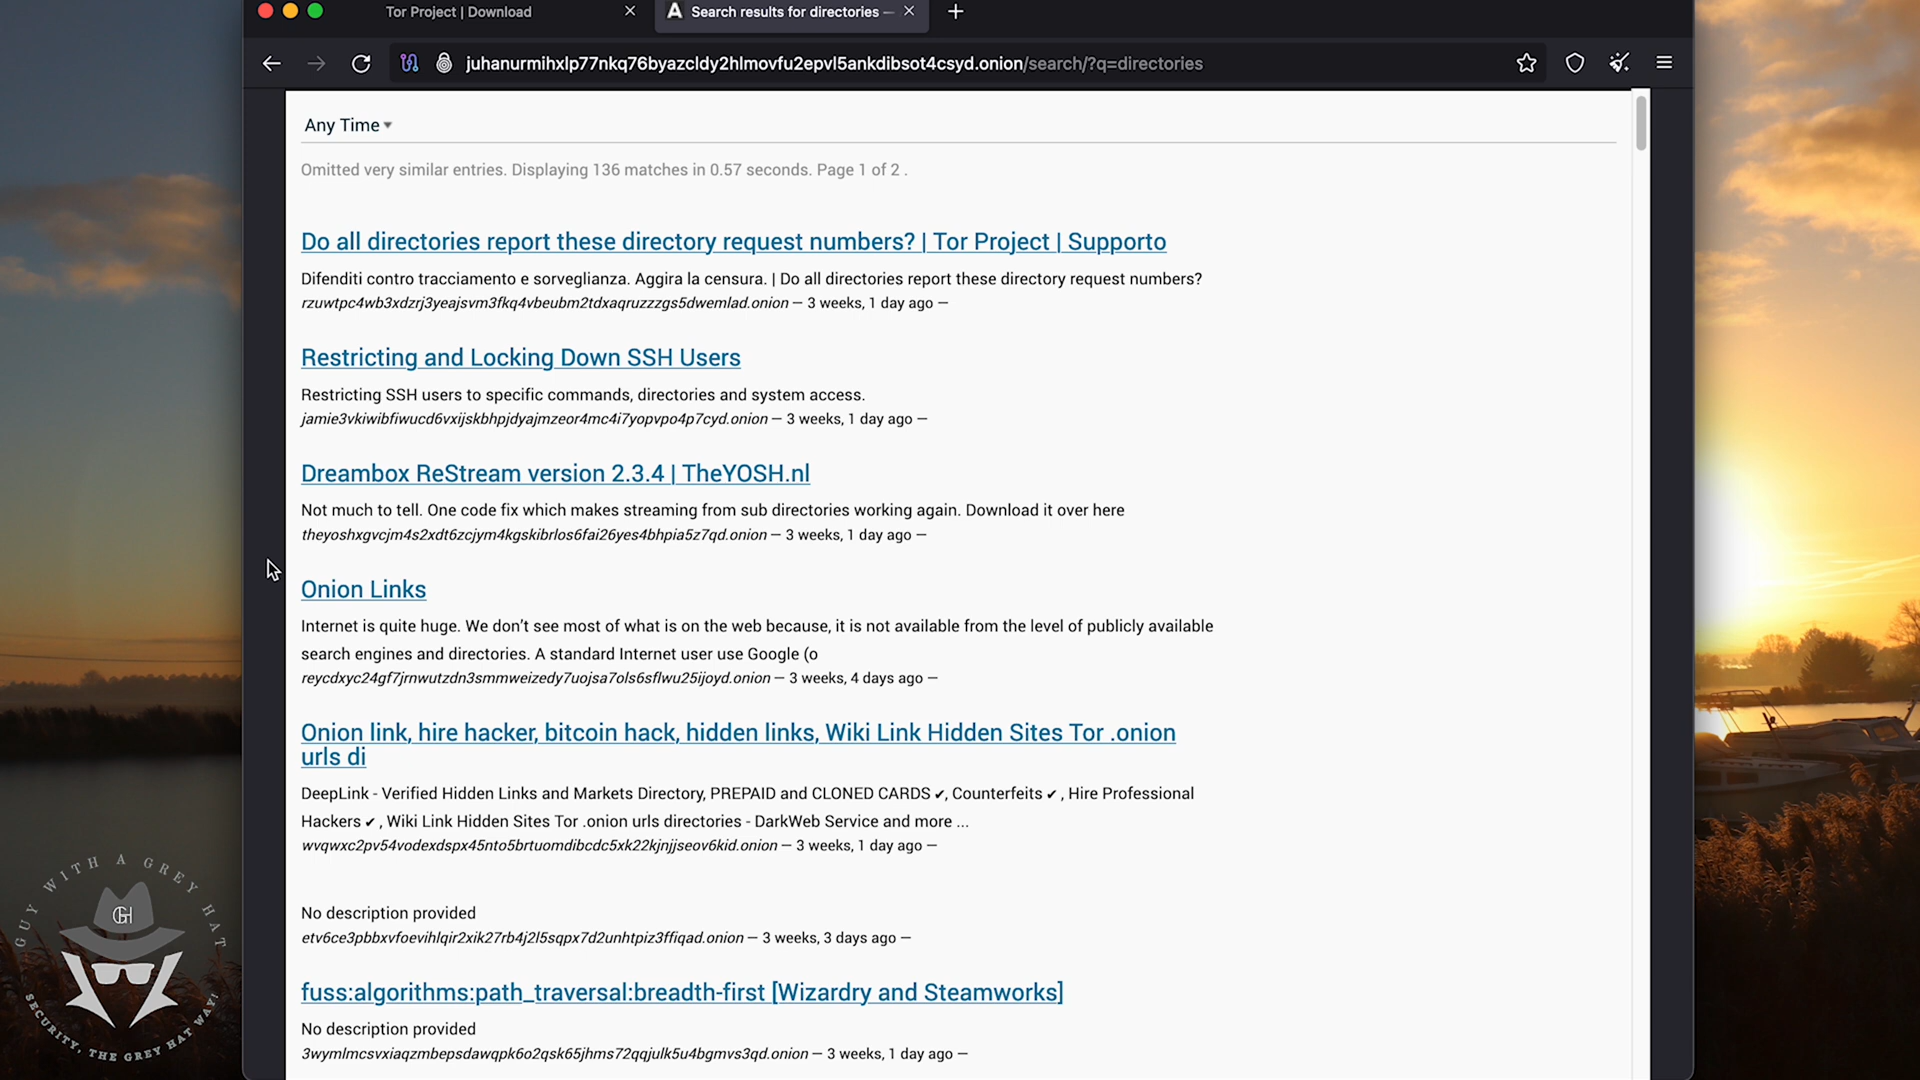 Tor Project | Download
Search results for directories —
juhanurmihxlp77nkq76byazcldy2hlmovfu2epvl5ankdibsot4csyd.onion/search/?q=directories
Any Time
Omitted very similar entries. Displaying 136 matches in 0.57 seconds. Page 1 of 2 .
Do all directories report these directory request numbers? | Tor Project | Supporto
Difenditi contro tracciamento e sorveglianza. Aggira la censura. | Do all directories report these directory request numbers?
rzuwtpc4wb3xdzrj3yeajsvm3fkq4vbeubm2tdxaqruzzzgs5dwemlad.onion — 3 weeks, 1 day ago —
Restricting and Locking Down SSH Users
Restricting SSH users to specific commands, directories and system access.
jamie3vkiwibfiwucd6vxijskbhpjdyajmzeor4mc4i7yopvpo4p7cyd.onion — 3 weeks, 1 day ago —
Dreambox ReStream version 2.3.4 | TheYOSH.nl
Not much to tell. One code fix which makes streaming from sub directories working again. Download it over here
theyoshxgvcjm4s2xdt6zcjym4kgskibrlos6fai26yes4bhpia5z7qd.onion — 3 weeks, 1 day ago —
Onion Links
Internet is quite huge. We don’t see most of what is on the web because, it is not available from the level of publicly available
search engines and directories. A standard Internet user use Google (o
reycdxyc24gf7jrnwutzdn3smmweizedy7uojsa7ols6sflwu25ijoyd.onion — 3 weeks, 4 days ago —
Onion link, hire hacker, bitcoin hack, hidden links, Wiki Link Hidden Sites Tor .onion
urls di
DeepLink - Verified Hidden Links and Markets Directory, PREPAID and CLONED CARDS ✔, Counterfeits ✔ , Hire Professional
Hackers ✔ , Wiki Link Hidden Sites Tor .onion urls directories - DarkWeb Service and more ...
wvqwxc2pv54vodexdspx45nto5brtuomdibcdc5xk22kjnjjseov6kid.onion — 3 weeks, 1 day ago —
No description provided
etv6ce3pbbxvfoevihlqir2xik27rb4j2l5sqpx7d2unhtpiz3ffiqad.onion — 3 weeks, 3 days ago —
fuss:algorithms:path_traversal:breadth-first [Wizardry and Steamworks]
No description provided
3wymlmcsvxiaqzmbepsdawqpk6o2qsk65jhms72qqjulk5u4bgmvs3qd.onion — 3 weeks, 1 day ago —
GUY WITH A GREY HAT
GH
SECURITY, THE GREY HAT WAY!